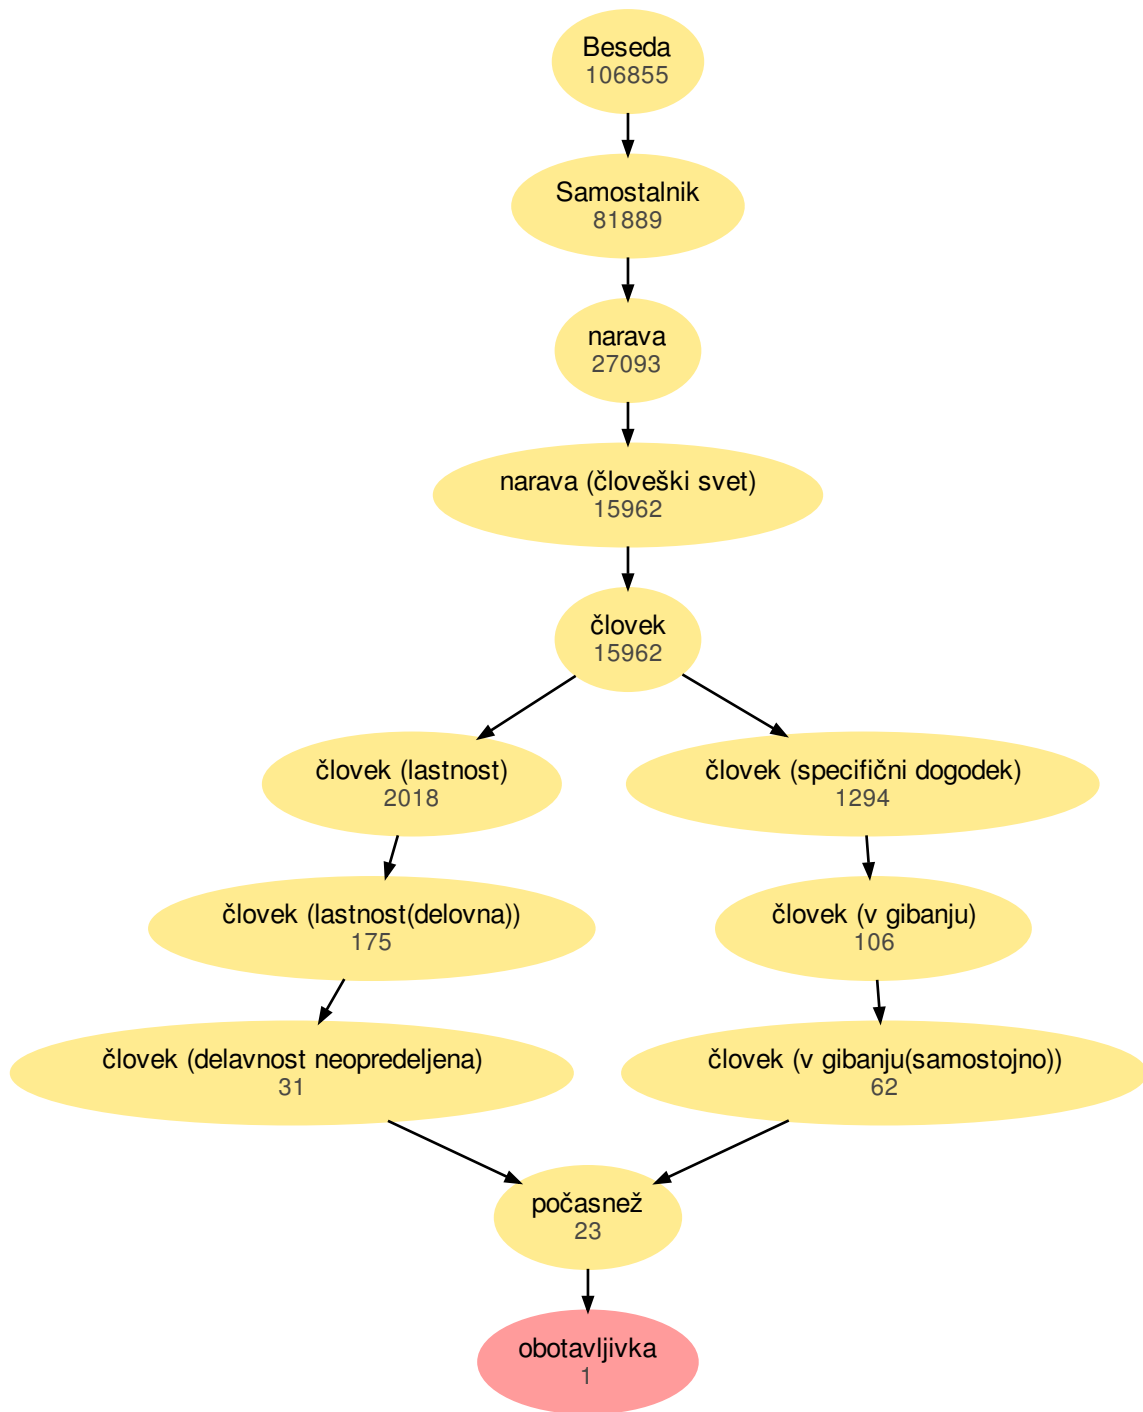 Beseda
106855
Samostalnik
81889
narava
27093
narava (človeški svet)
15962
človek
15962
človek (lastnost)
2018
človek (specifični dogodek)
1294
človek (lastnost(delovna))
175
človek (v gibanju)
106
človek (delavnost neopredeljena)
31
človek (v gibanju(samostojno))
62
počasnež
23
obotavljivka
1